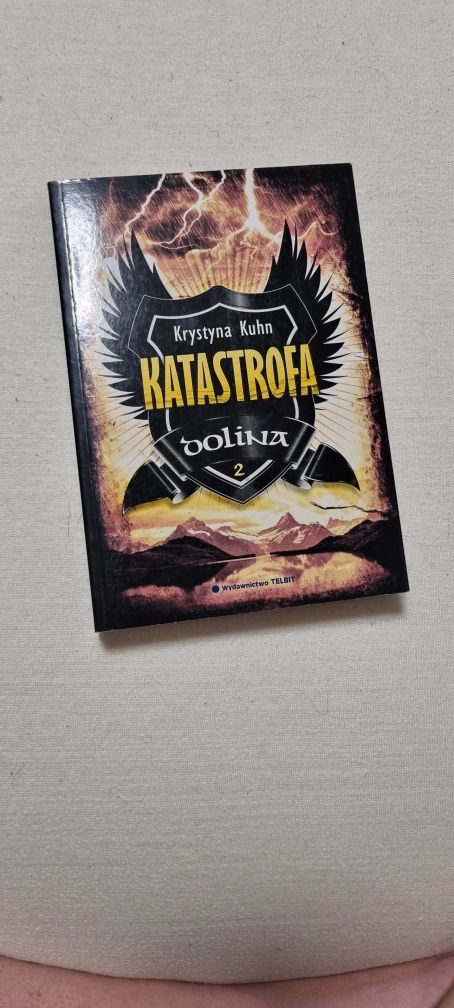 Krystyna Kuhn
KATASTROFA
Dolina
2
Wydawnictwo TELBIT